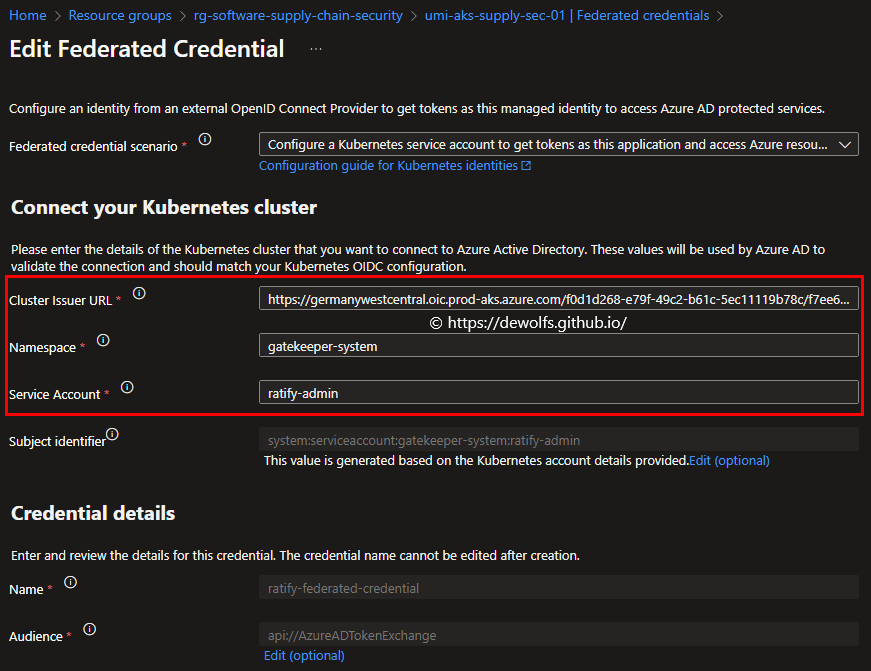 Home > Resource groups > rg-software-supply-chain-security > umi-aks-supply-sec-01 | Federated credentials >
Edit Federated Credential ...
Configure an identity from an external OpenID Connect Provider to get tokens as this managed identity to access Azure AD protected services.
Federated credential scenario *
Configure a Kubernetes service account to get tokens as this application and access Azure resou...
Configuration guide for Kubernetes identities
Connect your Kubernetes cluster
Please enter the details of the Kubernetes cluster that you want to connect to Azure Active Directory. These values will be used by Azure AD to
validate the connection and should match your Kubernetes OIDC configuration.
Cluster Issuer URL *
https://germanywestcentral.oic.prod-aks.azure.com/f0d1d268-e79f-49c2-b61c-5ec11119b78c/f7ee6...
© https://dewolfs.github.io/
Namespace *
gatekeeper-system
Service Account *
ratify-admin
Subject identifier
system:serviceaccount:gatekeeper-system:ratify-admin
This value is generated based on the Kubernetes account details provided.Edit (optional)
Credential details
Enter and review the details for this credential. The credential name cannot be edited after creation.
Name *
ratify-federated-credential
Audience *
api://AzureADTokenExchange
Edit (optional)